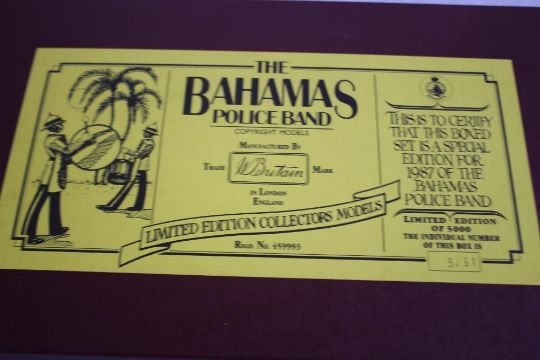 THE
BAHAMAS
POLICE BAND
COPYRIGHT MODELS
MANUFACTURED BY
TRADE W Britain MARK
IN LONDON
ENGLAND
LIMITED EDITION COLLECTORS MODELS
REGD. No. 459993
THIS IS TO CERTIFY
THAT THIS BOXED
SET IS A SPECIAL
EDITION FOR
1987 OF THE
BAHAMAS
POLICE BAND
LIMITED EDITION
OF 5000
THE INDIVIDUAL NUMBER
OF THIS BOX IS